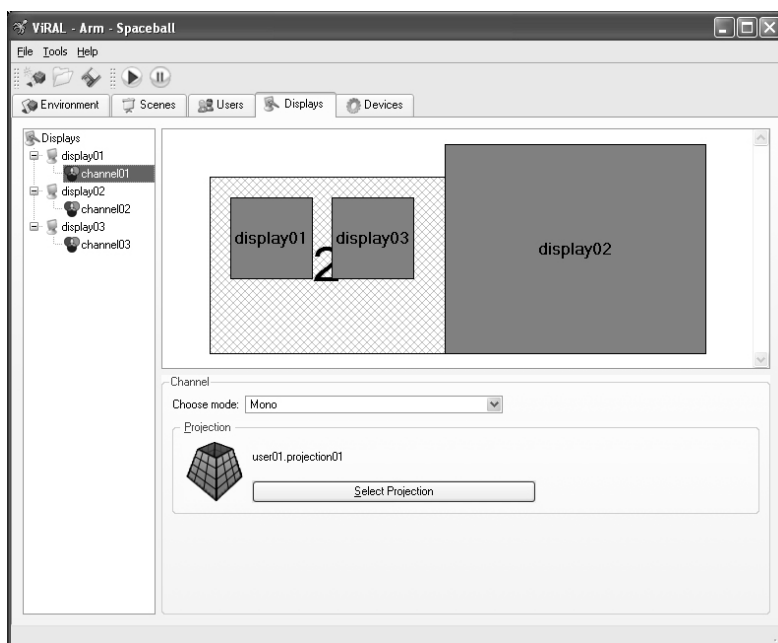 ViRAL - Arm - Spaceball
File Tools Help
Environment Scenes Users Displays Devices
Displays
display01
channel01
display02
channel02
display03
channel03
display01 display03
2
display02
Channel
Choose mode: Mono
Projection
user01.projection01
Select Projection